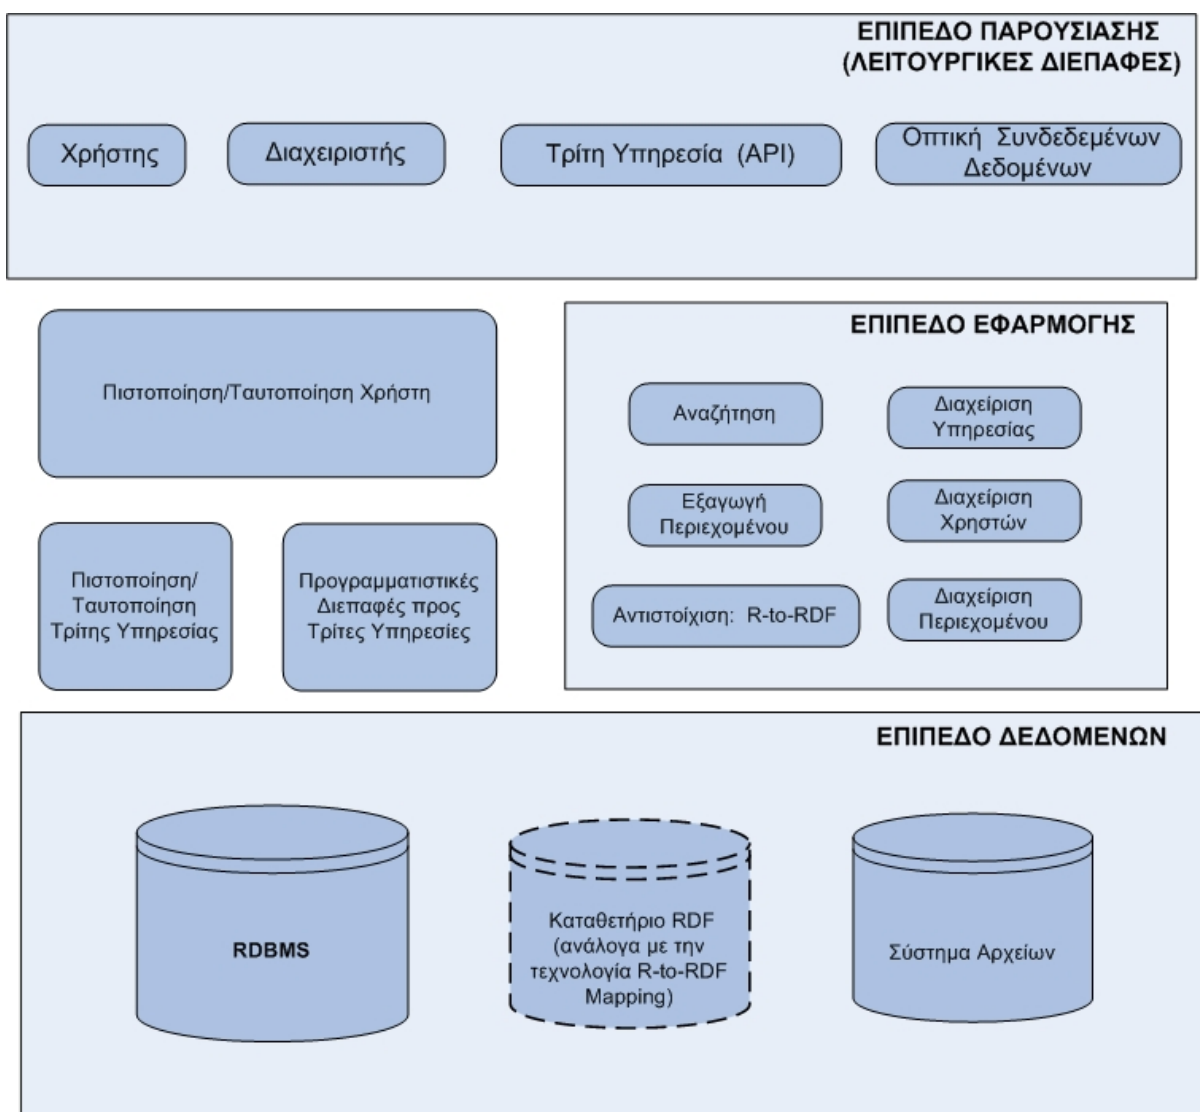 ΕΠΙΠΕΔΟ ΠΑΡΟΥΣΙΑΣΗΣ
(ΛΕΙΤΟΥΡΓΙΚΕΣ ΔΙΕΠΑΦΕΣ)
Χρήστης
Διαχειριστής
Τρίτη Υπηρεσία (API)
Οπτική Συνδεδεμένων
Δεδομένων
Πιστοποίηση/Ταυτοποίηση Χρήστη
Πιστοποίηση/
Ταυτοποίηση
Τρίτης Υπηρεσίας
Προγραμματιστικές
Διεπαφές προς
Τρίτες Υπηρεσίες
ΕΠΙΠΕΔΟ ΕΦΑΡΜΟΓΗΣ
Αναζήτηση
Διαχείριση
Υπηρεσίας
Εξαγωγή
Περιεχομένου
Διαχείριση
Χρηστών
Αντιστοίχιση: R-to-RDF
Διαχείριση
Περιεχομένου
ΕΠΙΠΕΔΟ ΔΕΔΟΜΕΝΩΝ
RDBMS
Καταθετήριο RDF
(ανάλογα με την
τεχνολογία R-to-RDF
Mapping)
Σύστημα Αρχείων